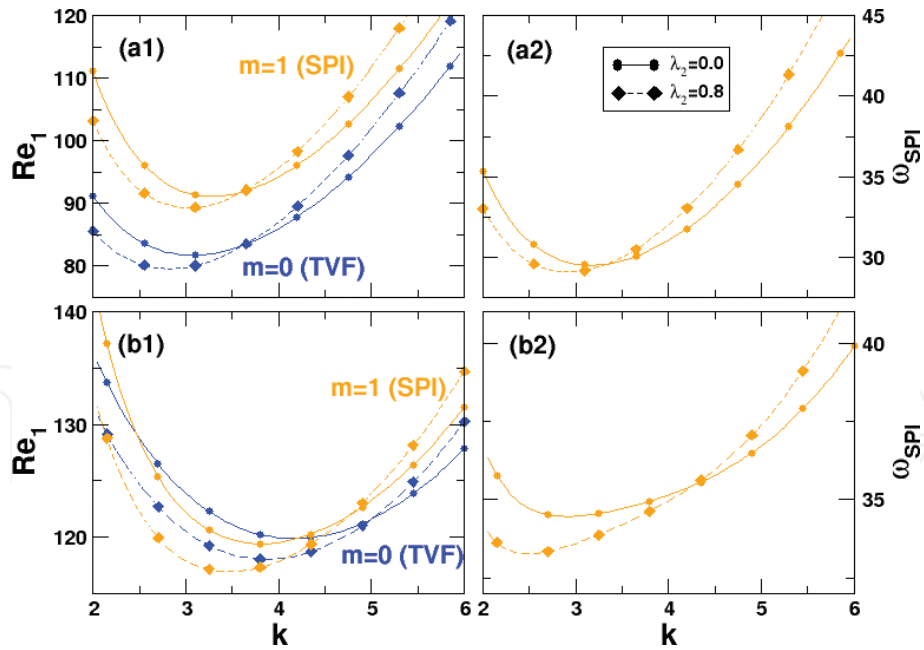 120
110
100
90
80
Re1
(a1)
m=1 (SPI)
m=0 (TVF)
(a2)
λ2=0.0
λ2=0.8
45
40
35
30
25
ωSPI
140
130
120
110
Re1
(b1)
m=1 (SPI)
m=0 (TVF)
2 3 4 5 6
k
(b2)
40
35
ωSPI
2 3 4 5 6
k